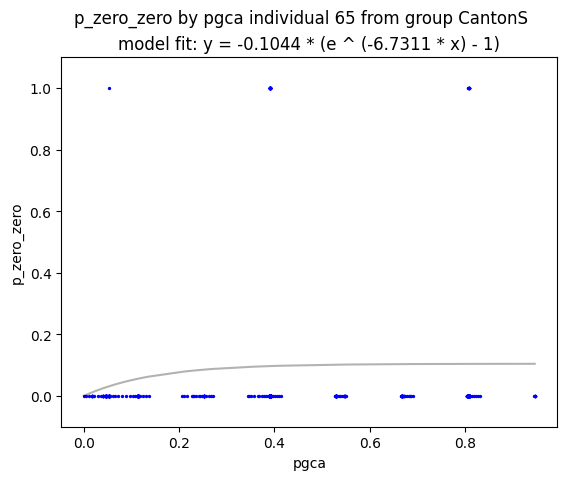 p_zero_zero by pgca individual 65 from group CantonS
model fit: y = -0.1044 * (e ^ (-6.7311 * x) - 1)
1.0
0.8
0.6
0.4
0.2
0.0
p_zero_zero
0.0 0.2 0.4 0.6 0.8
pgca